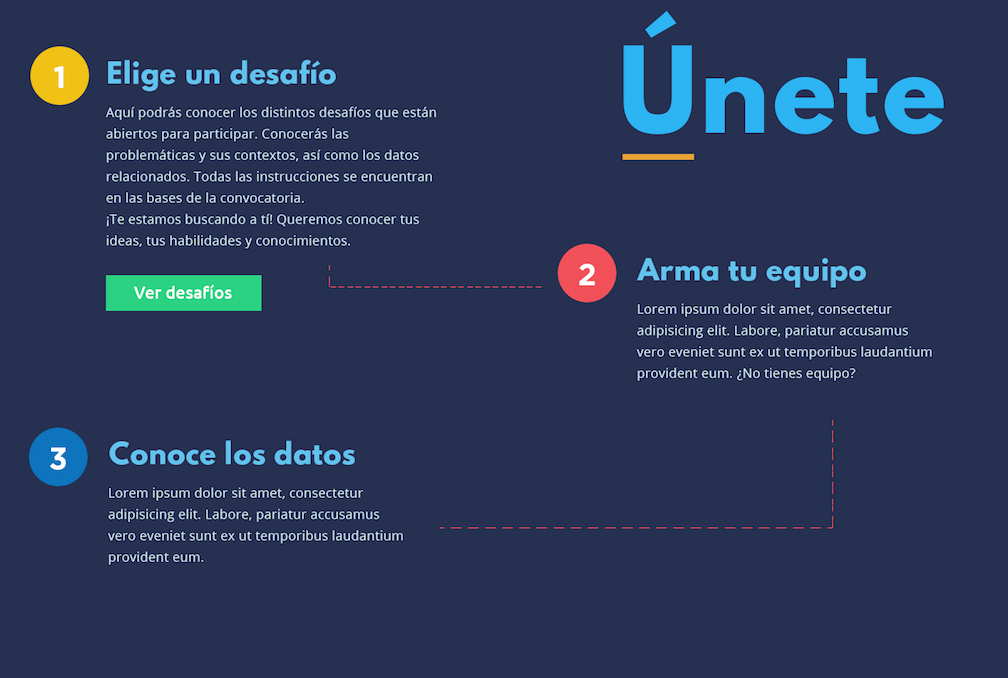 Únete
1
Elige un desafío
Aquí podrás conocer los distintos desafíos que están
abiertos para participar. Conocerás las
problemáticas y sus contextos, así como los datos
relacionados. Todas las instrucciones se encuentran
en las bases de la convocatoria.
¡Te estamos buscando a tí! Queremos conocer tus
ideas, tus habilidades y conocimientos.
Ver desafíos
2
Arma tu equipo
Lorem ipsum dolor sit amet, consectetur
adipisicing elit. Labore, pariatur accusamus
vero eveniet sunt ex ut temporibus laudantium
provident eum. ¿No tienes equipo?
3
Conoce los datos
Lorem ipsum dolor sit amet, consectetur
adipisicing elit. Labore, pariatur accusamus
vero eveniet sunt ex ut temporibus laudantium
provident eum.